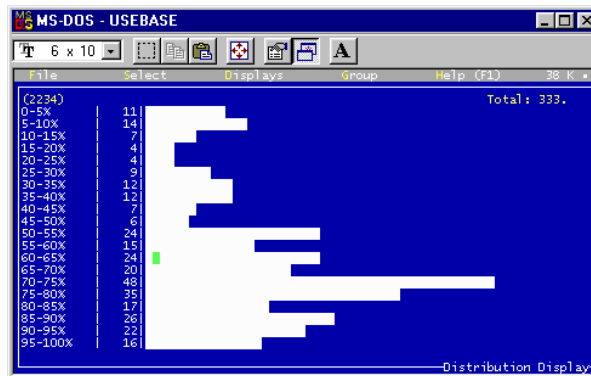 MS-DOS - USEBASE
6 x 10 A
File Select Displays Group Help (F1) 38 K
(2234) Total: 333.
0-5% | 11|
5-10% | 14|
10-15% | 7|
15-20% | 4|
20-25% | 4|
25-30% | 9|
30-35% | 12|
35-40% | 12|
40-45% | 7|
45-50% | 6|
50-55% | 24|
55-60% | 15|
60-65% | 24|
65-70% | 20|
70-75% | 48|
75-80% | 35|
80-85% | 17|
85-90% | 26|
90-95% | 22|
95-100% | 16|
Distribution Display